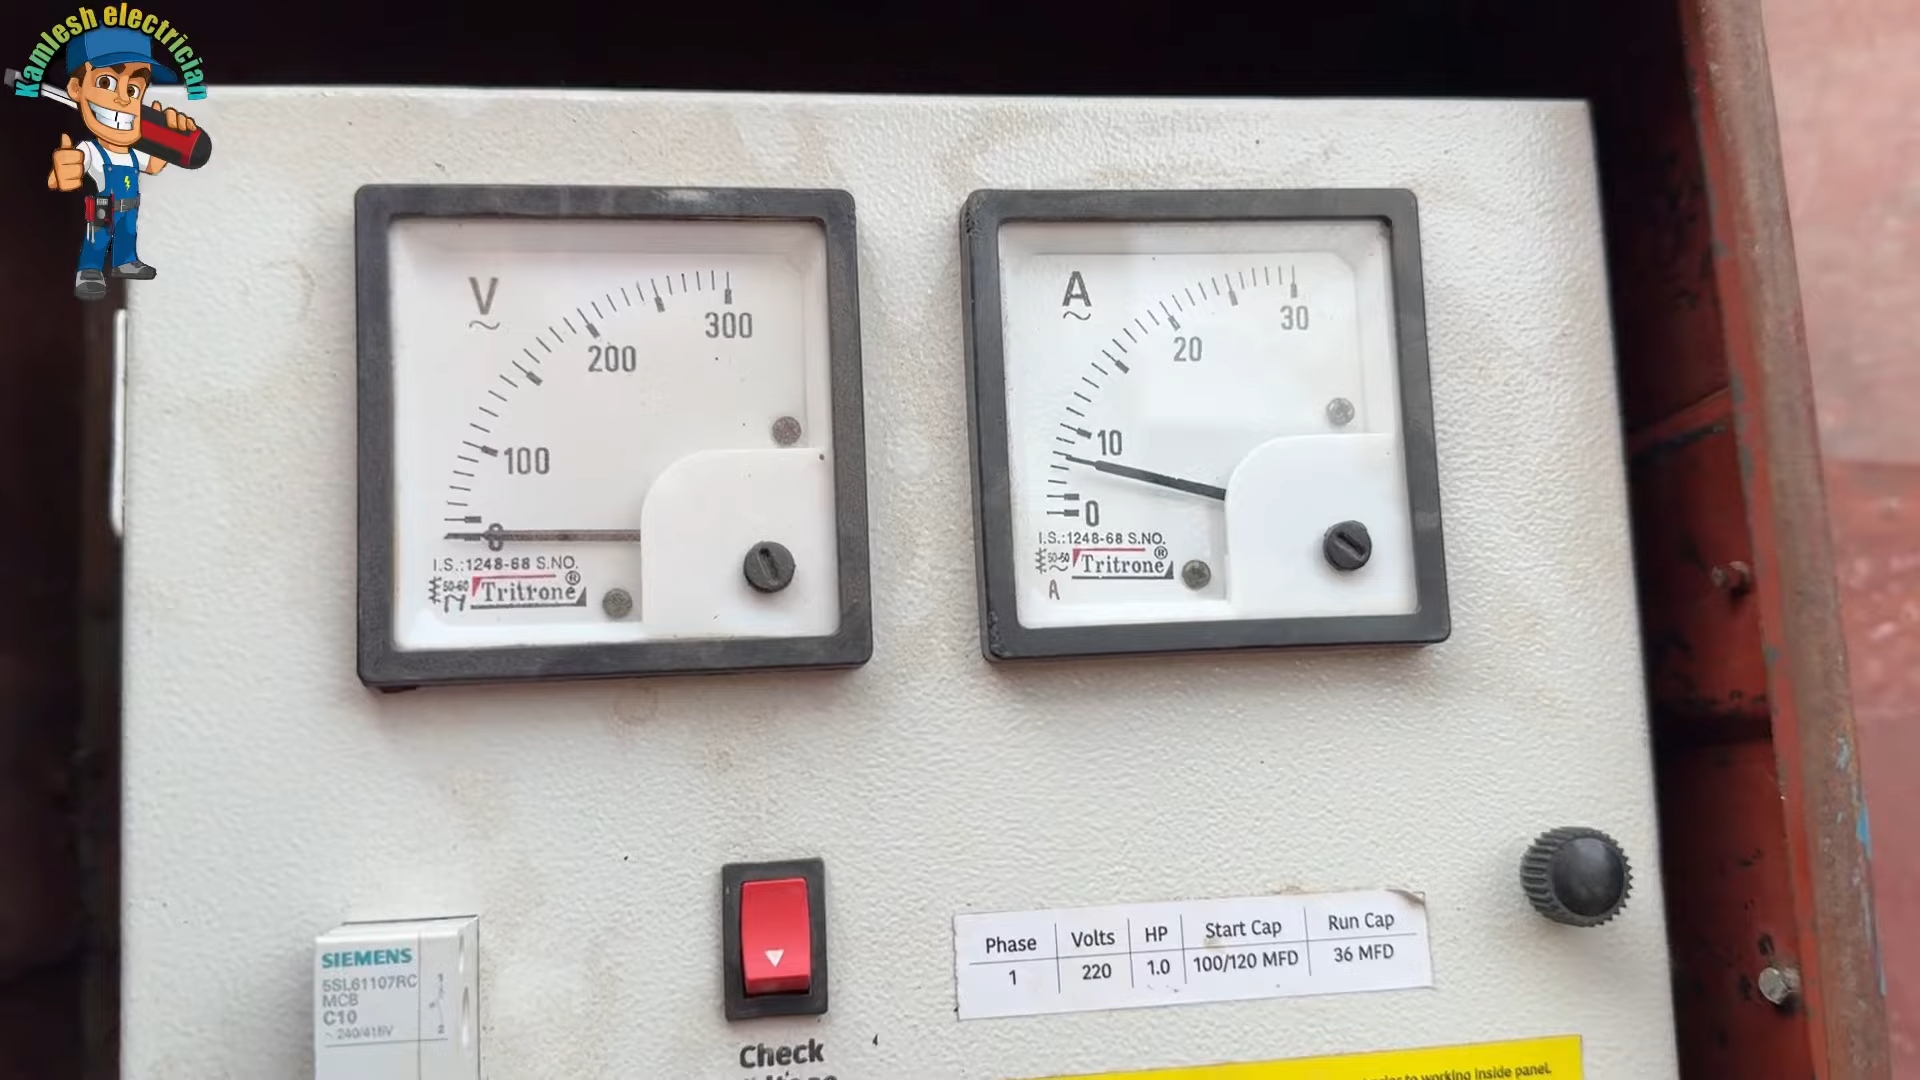 Kamlesh electrician
V
100
200
300
0
I.S.:1248-68 S.NO.
50-60
Tritrone®
A
0
10
20
30
I.S.:1248-68 S.NO.
50-60
Tritrone®
A
SIEMENS
5SL61107RC
MCB
C10
~ 240/415V
1
2
Check
Phase Volts HP Start Cap Run Cap
1 220 1.0 100/120 MFD 36 MFD
to working inside panel.